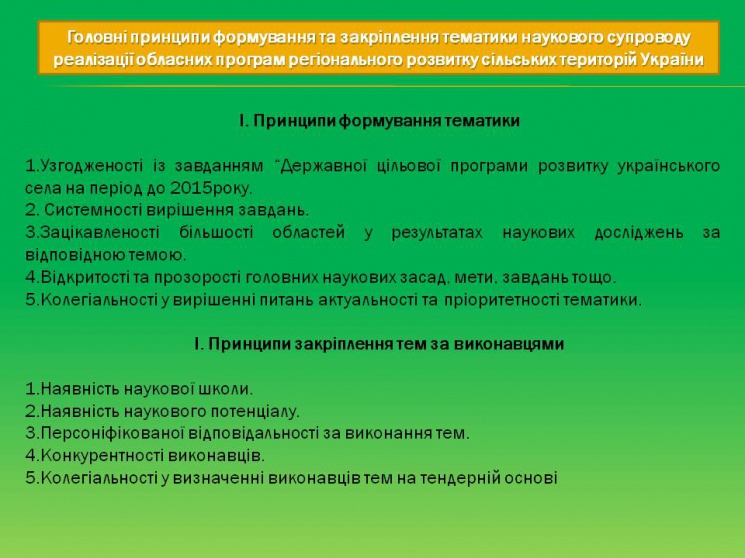 Головні принципи формування та закріплення тематики наукового супроводу
реалізації обласних програм регіонального розвитку сільських територій України
І. Принципи формування тематики
1.Узгодженості із завданням “Державної цільової програми розвитку українського
села на період до 2015року.
2. Системності вирішення завдань.
3.Зацікавленості більшості областей у результатах наукових досліджень за
відповідною темою.
4.Відкритості та прозорості головних наукових засад, мети, завдань тощо.
5.Колегіальності у вирішенні питань актуальності та пріоритетності тематики.
І. Принципи закріплення тем за виконавцями
1.Наявність наукової школи.
2.Наявність наукового потенціалу.
3.Персоніфікованої відповідальності за виконання тем.
4.Конкурентності виконавців.
5.Колегіальності у визначенні виконавців тем на тендерній основі